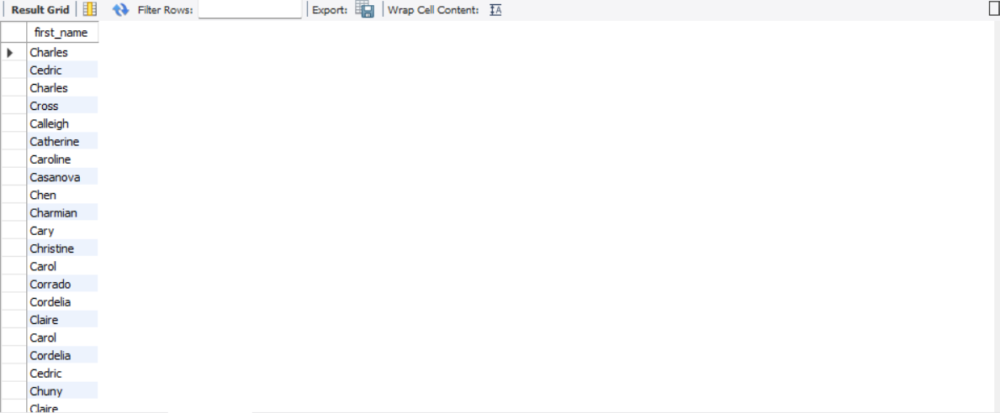 Result Grid Filter Rows: Export: Wrap Cell Content:
first_name
Charles
Cedric
Charles
Cross
Calleigh
Catherine
Caroline
Casanova
Chen
Charmian
Cary
Christine
Carol
Corrado
Cordelia
Claire
Carol
Cordelia
Cedric
Chuny
Claire